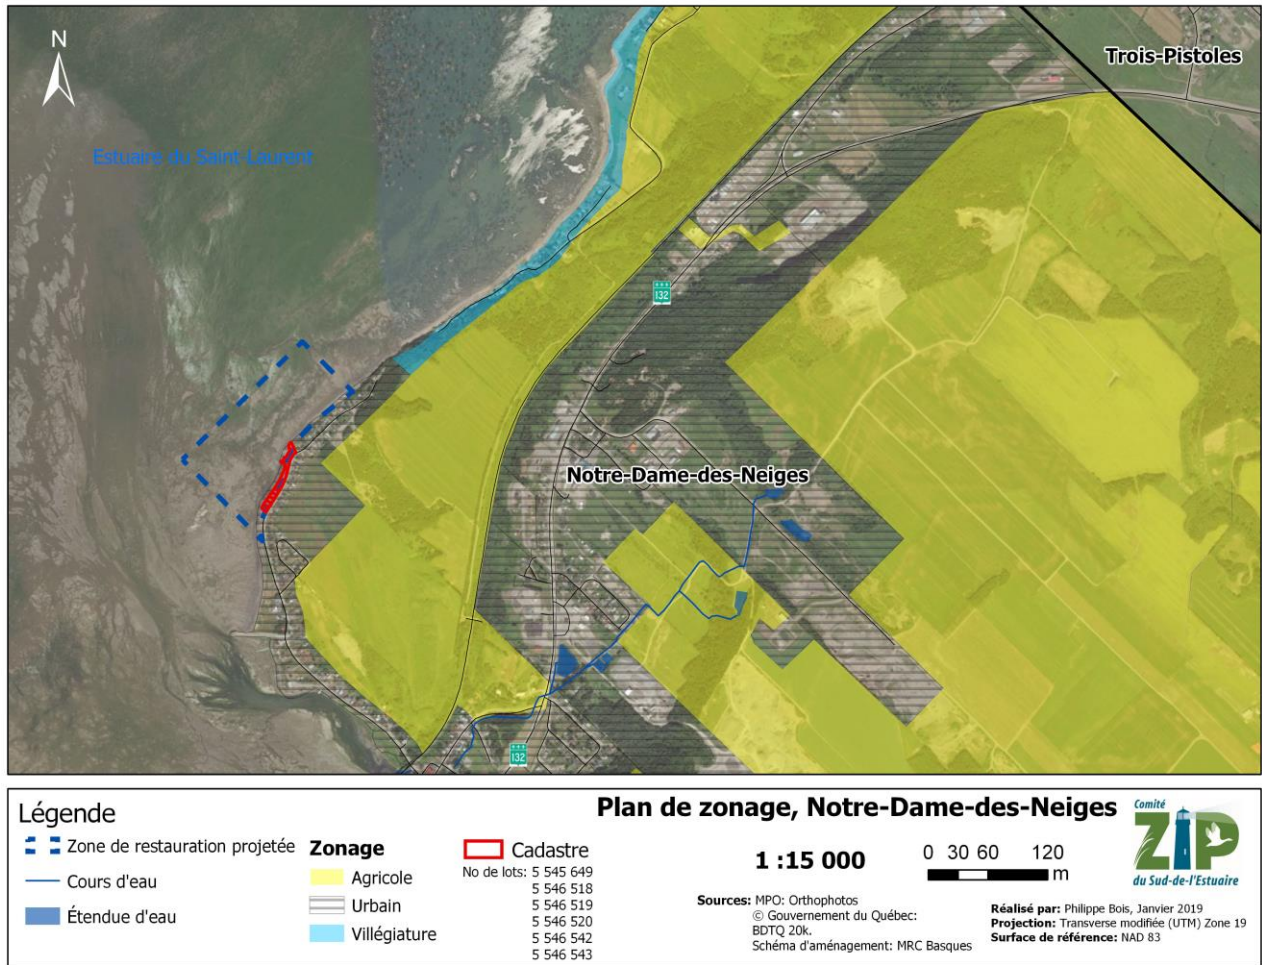 N
Trois-Pistoles
Estuaire du Saint-Laurent
132
Notre-Dame-des-Neiges
132
Légende
Zone de restauration projetée
Cours d'eau
Étendue d'eau
Zonage
Agricole
Urbain
Villégiature
Cadastre
No de lots: 5 545 649
5 546 518
5 546 519
5 546 520
5 546 542
5 546 543
Plan de zonage, Notre-Dame-des-Neiges
1 :15 000
0 30 60 120
m
Sources: MPO: Orthophotos
© Gouvernement du Québec:
BDTQ 20k.
Schéma d'aménagement: MRC Basques
Comité
ZIP
du Sud-de-l'Estuaire
Réalisé par: Philippe Bois, Janvier 2019
Projection: Transverse modifiée (UTM) Zone 19
Surface de référence: NAD 83